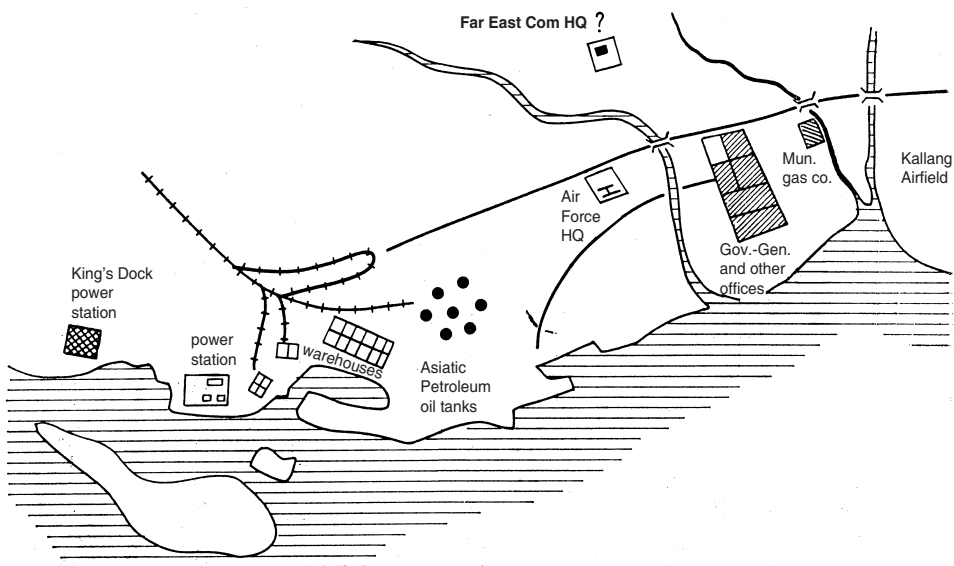 Far East Com HQ ?
Mun.
gas co.
Kallang
Airfield
Air
Force
HQ
Gov.-Gen.
and other
offices
King's Dock
power
station
power
station
warehouses
Asiatic
Petroleum
oil tanks